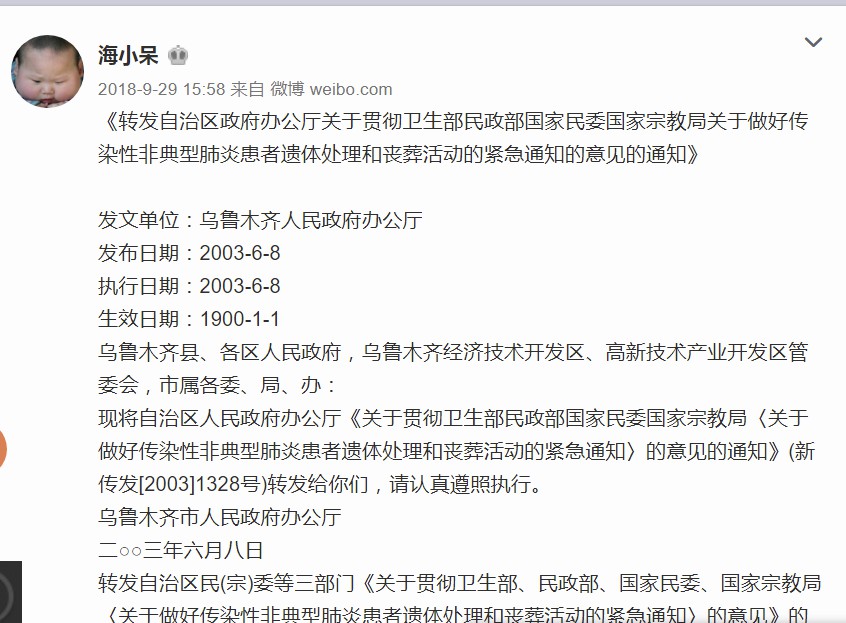 海小呆
2018-9-29 15:58 来自 微博 weibo.com
《转发自治区政府办公厅关于贯彻卫生部民政部国家民委国家宗教局关于做好传
染性非典型肺炎患者遗体处理和丧葬活动的紧急通知的意见的通知》
发文单位：乌鲁木齐人民政府办公厅
发布日期：2003-6-8
执行日期：2003-6-8
生效日期：1900-1-1
乌鲁木齐县、各区人民政府，乌鲁木齐经济技术开发区、高新技术产业开发区管
委会，市属各委、局、办：
现将自治区人民政府办公厅《关于贯彻卫生部民政部国家民委国家宗教局〈关于
做好传染性非典型肺炎患者遗体处理和丧葬活动的紧急通知〉的意见的通知》(新
传发[2003]1328号)转发给你们，请认真遵照执行。
乌鲁木齐市人民政府办公厅
二○○三年六月八日
转发自治区民(宗)委等三部门《关于贯彻卫生部、民政部、国家民委、国家宗教局
〈关于做好传染性非典型肺炎患者遗体处理和丧葬活动的紧急通知〉的意见》的